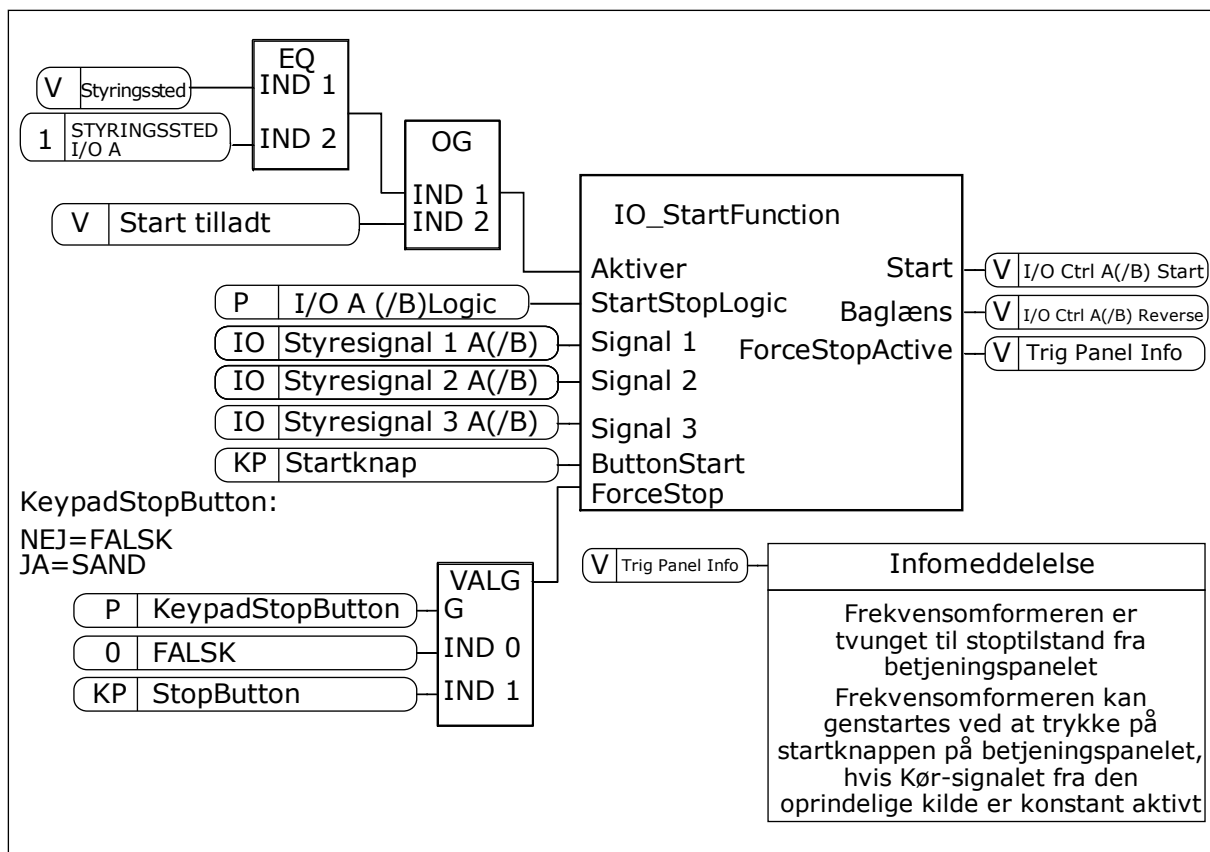 EQ
V Styringssted IND 1
1 STYRINGSSTED
I/O A
IND 2
OG
IND 1
V Start tilladt IND 2
IO_StartFunction
Aktiver Start V I/O Ctrl A(/B) Start
P I/O A (/B)Logic StartStopLogic
Baglæns V I/O Ctrl A(/B) Reverse
IO Styresignal 1 A(/B) Signal 1
ForceStopActive V Trig Panel Info
IO Styresignal 2 A(/B) Signal 2
IO Styresignal 3 A(/B) Signal 3
KP Startknap ButtonStart
ForceStop
KeypadStopButton:
NEJ=FALSK
JA=SAND
VALG
P KeypadStopButton G
0 FALSK IND 0
KP StopButton IND 1
V Trig Panel Info
Infomeddelelse
Frekvensomformeren er
tvunget til stoptilstand fra
betjeningspanelet
Frekvensomformeren kan
genstartes ved at trykke på
startknappen på betjeningspanelet,
hvis Kør-signalet fra den
oprindelige kilde er konstant aktivt